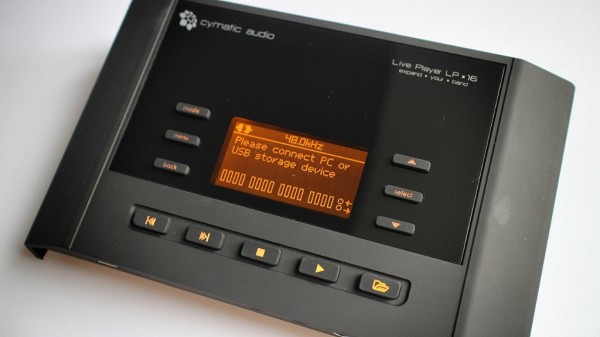 cymatic audio
Live Player LP•16
expand • your • band
mode
menu
back
48.0kHz
Please connect PC or
USB storage device
select